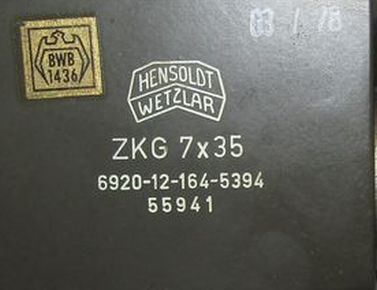 03 / 78
BWB
1436
HENSOLDT
WETZLAR
ZKG 7x35
6920-12-164-5394
55941